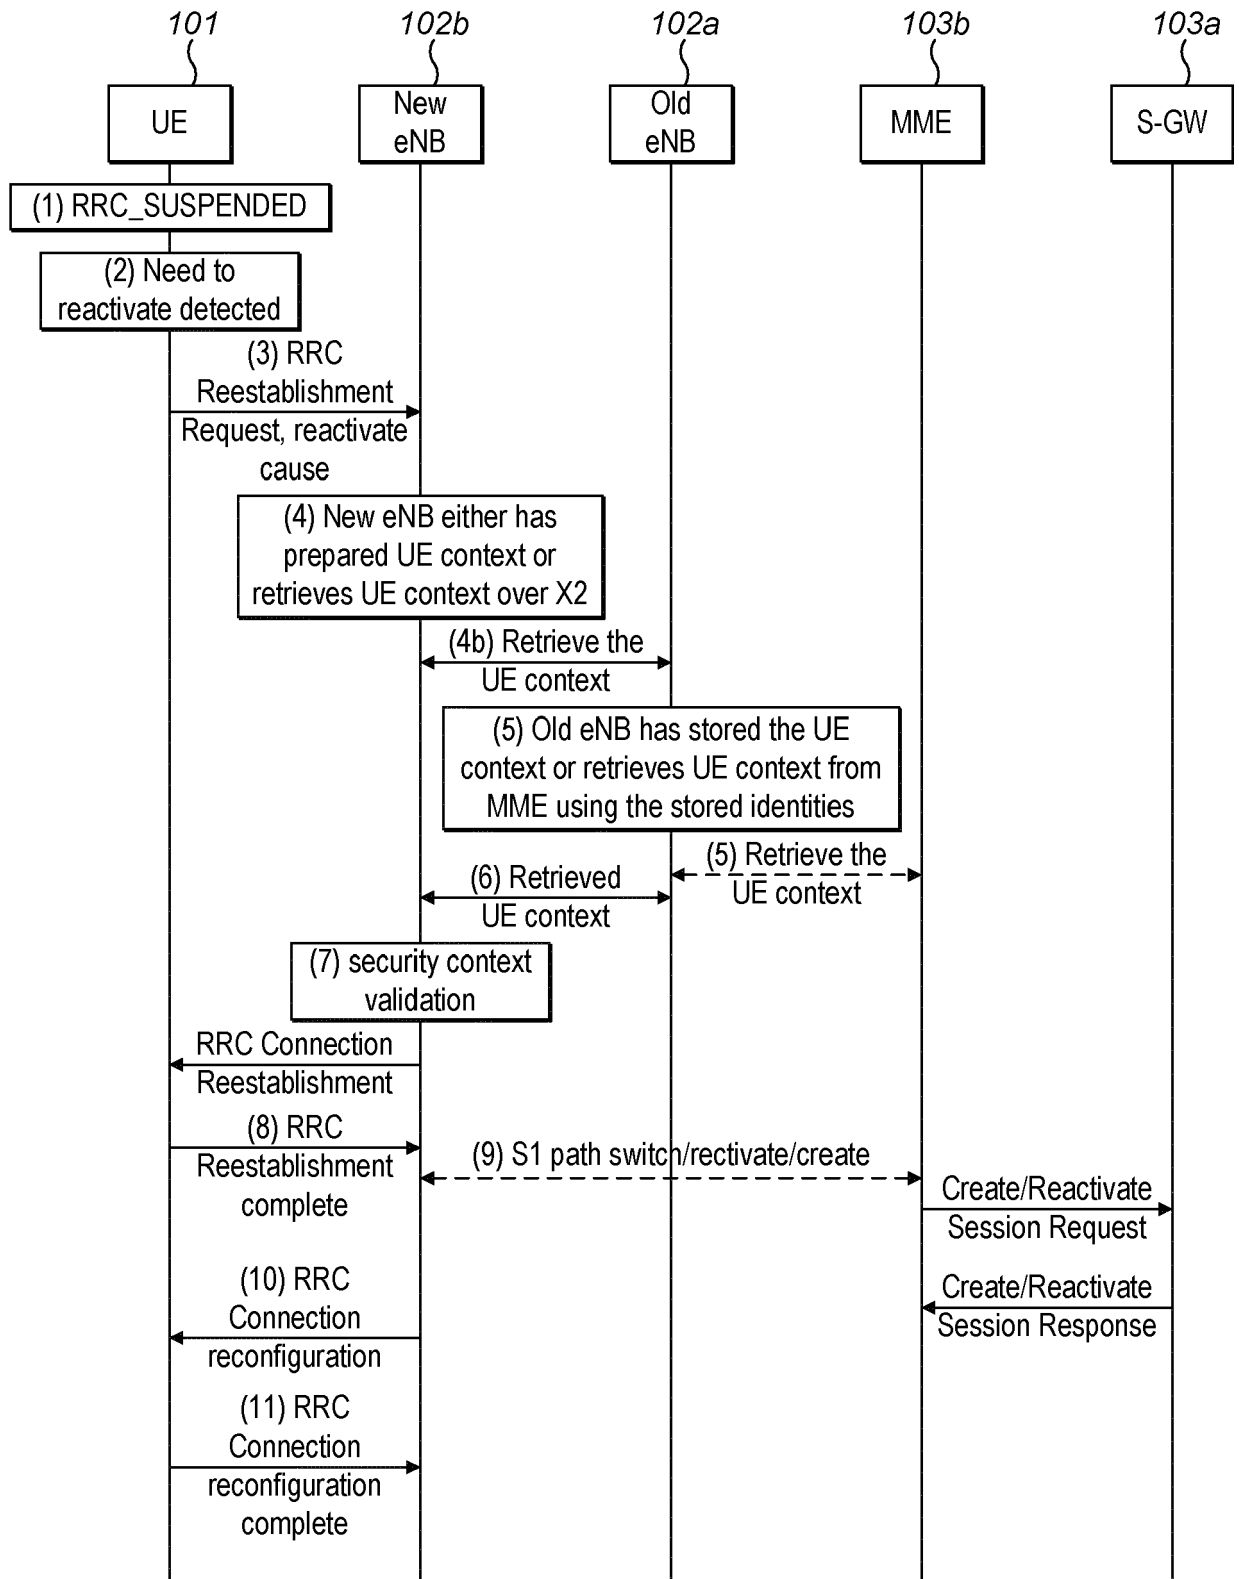 101
102b
102a
103b
103a
UE
New
eNB
Old
eNB
MME
S-GW
(1) RRC_SUSPENDED
(2) Need to
reactivate detected
(3) RRC
Reestablishment
Request, reactivate
cause
(4) New eNB either has
prepared UE context or
retrieves UE context over X2
(4b) Retrieve the
UE context
(5) Old eNB has stored the UE
context or retrieves UE context from
MME using the stored identities
(5) Retrieve the
UE context
(6) Retrieved
UE context
(7) security context
validation
RRC Connection
Reestablishment
(8) RRC
Reestablishment
complete
(9) S1 path switch/rectivate/create
Create/Reactivate
Session Request
(10) RRC
Connection
reconfiguration
Create/Reactivate
Session Response
(11) RRC
Connection
reconfiguration
complete